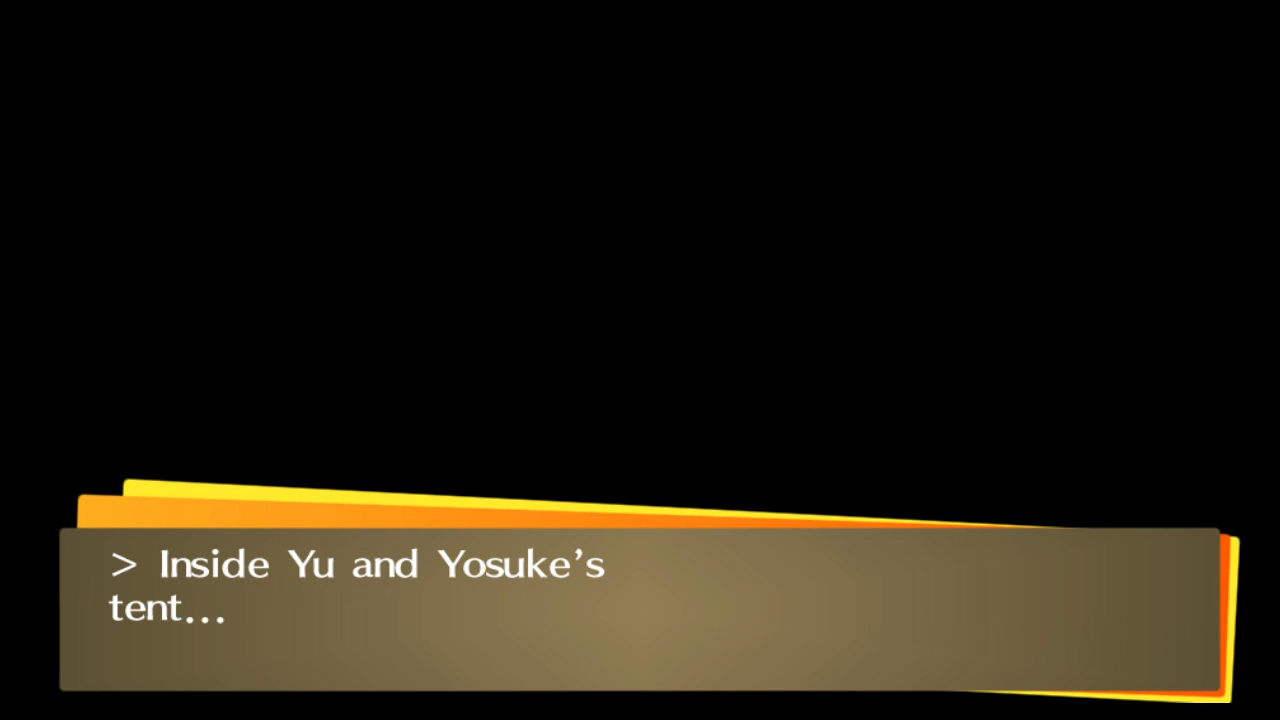 > Inside Yu and Yosuke’s
tent...